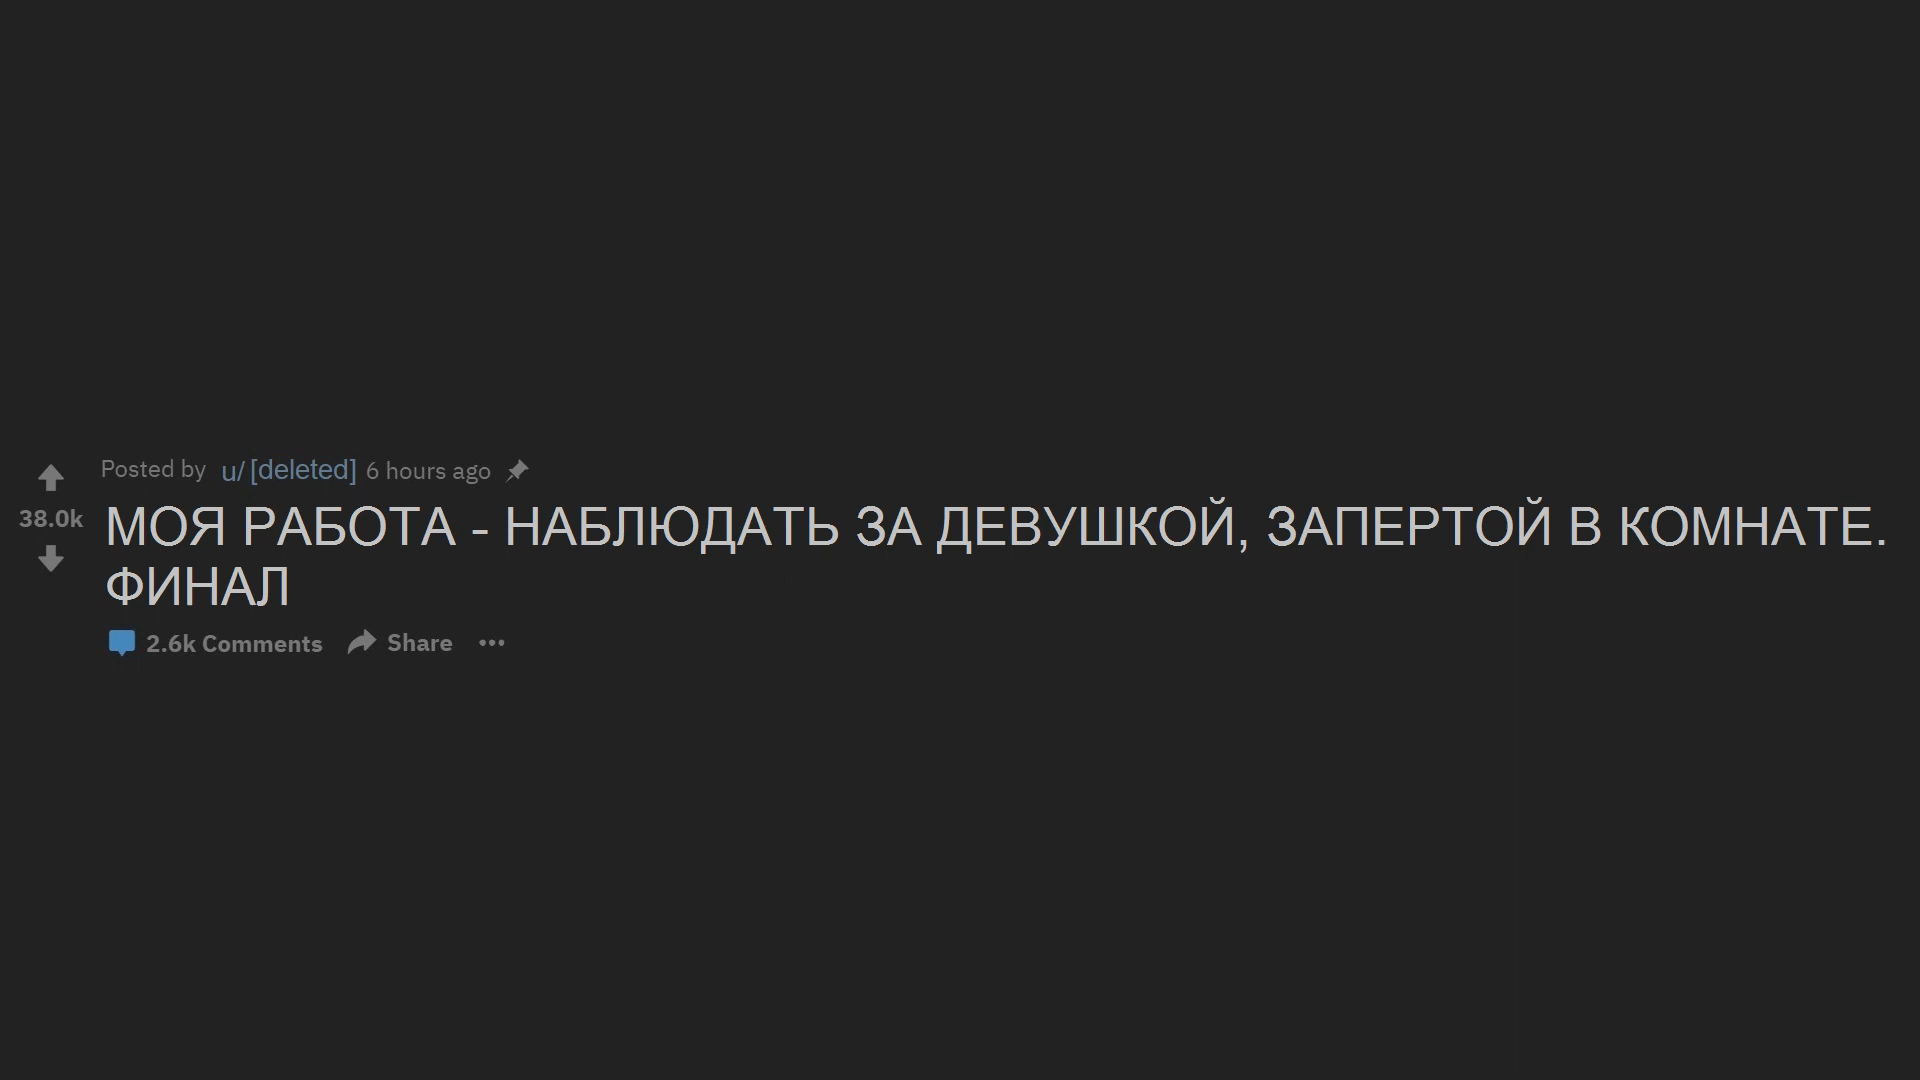 Posted by u/[deleted] 6 hours ago
38.0k
МОЯ РАБОТА - НАБЛЮДАТЬ ЗА ДЕВУШКОЙ, ЗАПЕРТОЙ В КОМНАТЕ.
ФИНАЛ
2.6k Comments Share